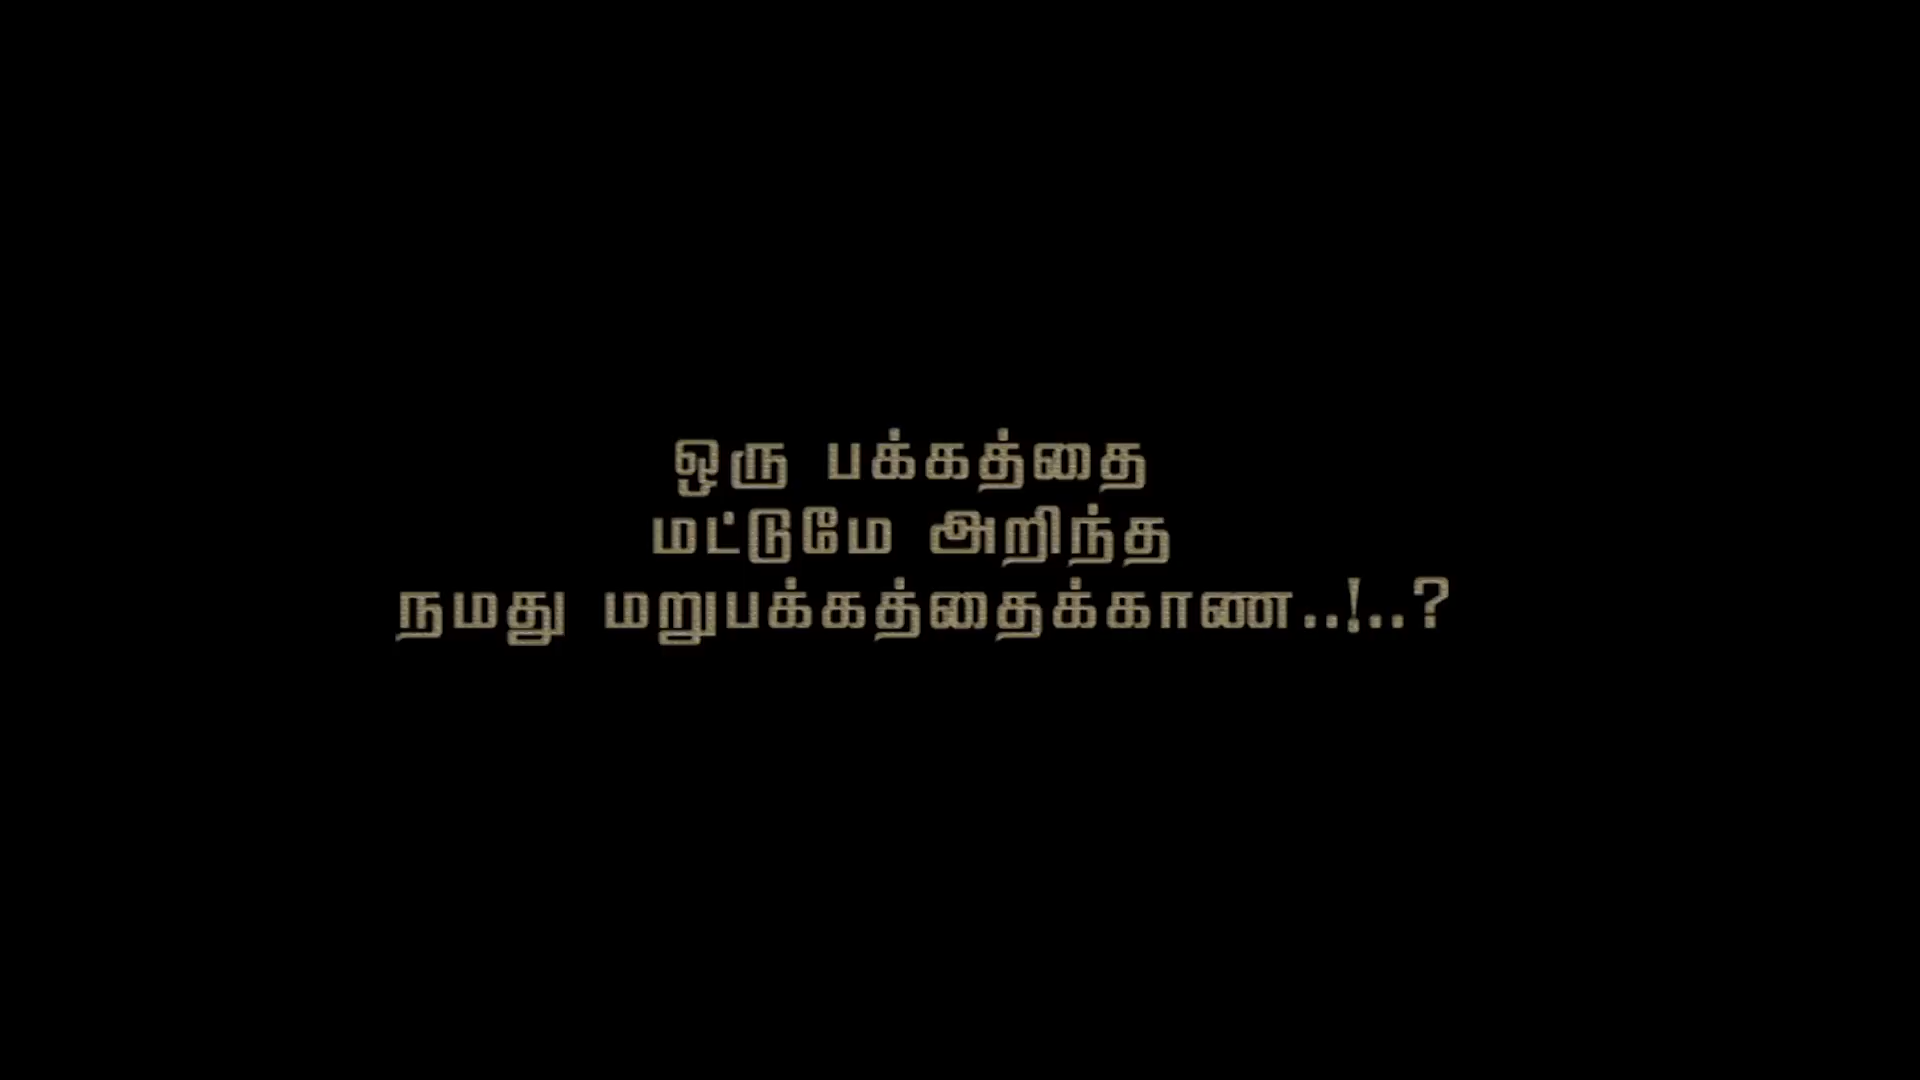 ஒரு பக்கத்தை
மட்டுமே அறிந்த
நமது மறுபக்கத்தைக்காண..!..?